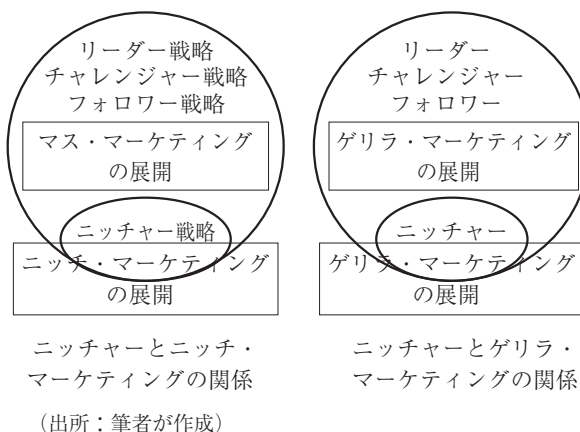 リーダー戦略
チャレンジャー戦略
フォロワー戦略
マス・マーケティング
の展開
ニッチャー戦略
ニッチ・マーケティング
の展開
ニッチャーとニッチ・
マーケティングの関係
リーダー
チャレンジャー
フォロワー
ゲリラ・マーケティング
の展開
ニッチャー
ゲリラ・マーケティング
の展開
ニッチャーとゲリラ・
マーケティングの関係
（出所：筆者が作成）